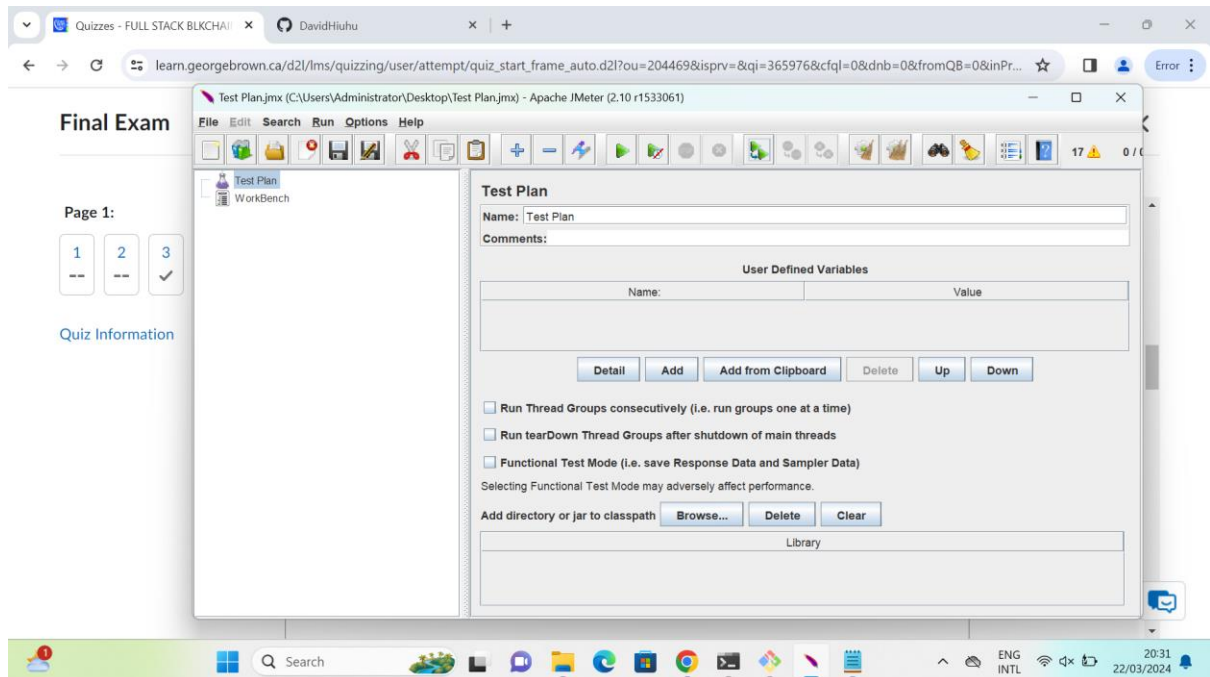 Quizzes - FULL STACK BLKCHAI
DavidHiuhu
learn.georgebrown.ca/d2l/lms/quizzing/user/attempt/quiz_start_frame_auto.d2l?ou=204469&isprv=&qi=365976&cfql=0&dnb=0&fromQB=0&inPr...
Error
Test Plan.jmx (C:\Users\Administrator\Desktop\Test Plan.jmx) - Apache JMeter (2.10 r1533061)
Final Exam
File Edit Search Run Options Help
17
0 / 0
Test Plan
WorkBench
Page 1:
1 2 3
-- --
Quiz Information
Test Plan
Name: Test Plan
Comments:
User Defined Variables
Name: Value
Detail Add Add from Clipboard Delete Up Down
Run Thread Groups consecutively (i.e. run groups one at a time)
Run tearDown Thread Groups after shutdown of main threads
Functional Test Mode (i.e. save Response Data and Sampler Data)
Selecting Functional Test Mode may adversely affect performance.
Add directory or jar to classpath Browse... Delete Clear
Library
Search
ENG
INTL
20:31
22/03/2024